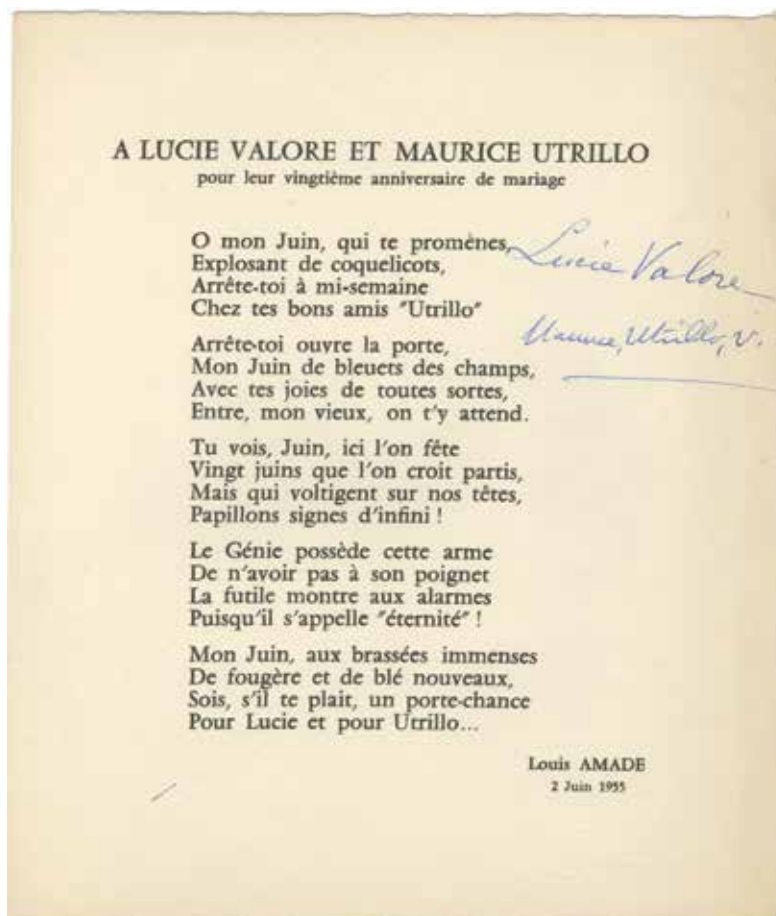 A LUCIE VALORE ET MAURICE UTRILLO
pour leur vingtième anniversaire de mariage
O mon Juin, qui te promènes,
Explosant de coquelicots,
Arrête-toi à mi-semaine
Chez tes bons amis "Utrillo"
Lucie Valore
Maurice, Utrillo, V.
Arrête-toi ouvre la porte,
Mon Juin de bleuets des champs,
Avec tes joies de toutes sortes,
Entre, mon vieux, on t'y attend.
Tu vois, Juin, ici l'on fête
Vingt juins que l'on croit partis,
Mais qui voltigent sur nos têtes,
Papillons signes d'infini !
Le Génie possède cette arme
De n'avoir pas à son poignet
La futile montre aux alarmes
Puisqu'il s'appelle "éternité" !
Mon Juin, aux brassées immenses
De fougère et de blé nouveaux,
Sois, s'il te plait, un porte-chance
Pour Lucie et pour Utrillo...
Louis AMADE
2 Juin 1955